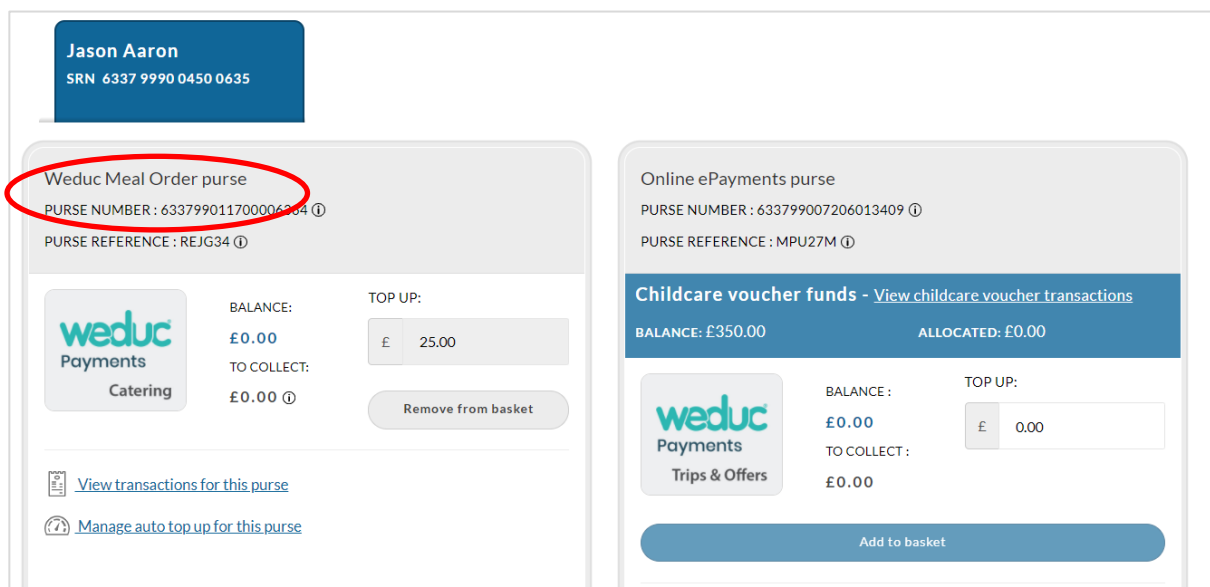 Jason Aaron
SRN 6337 9990 0450 0635
Weduc Meal Order purse
PURSE NUMBER : 633799011700006364
PURSE REFERENCE : REJG34
weduc
Payments
Catering
BALANCE:
£0.00
TO COLLECT:
£0.00
TOP UP:
£ 25.00
Remove from basket
View transactions for this purse
Manage auto top up for this purse
Online ePayments purse
PURSE NUMBER : 633799007206013409
PURSE REFERENCE : MPU27M
Childcare voucher funds - View childcare voucher transactions
BALANCE: £350.00 ALLOCATED: £0.00
weduc
Payments
Trips & Offers
BALANCE :
£0.00
TO COLLECT :
£0.00
TOP UP:
£ 0.00
Add to basket